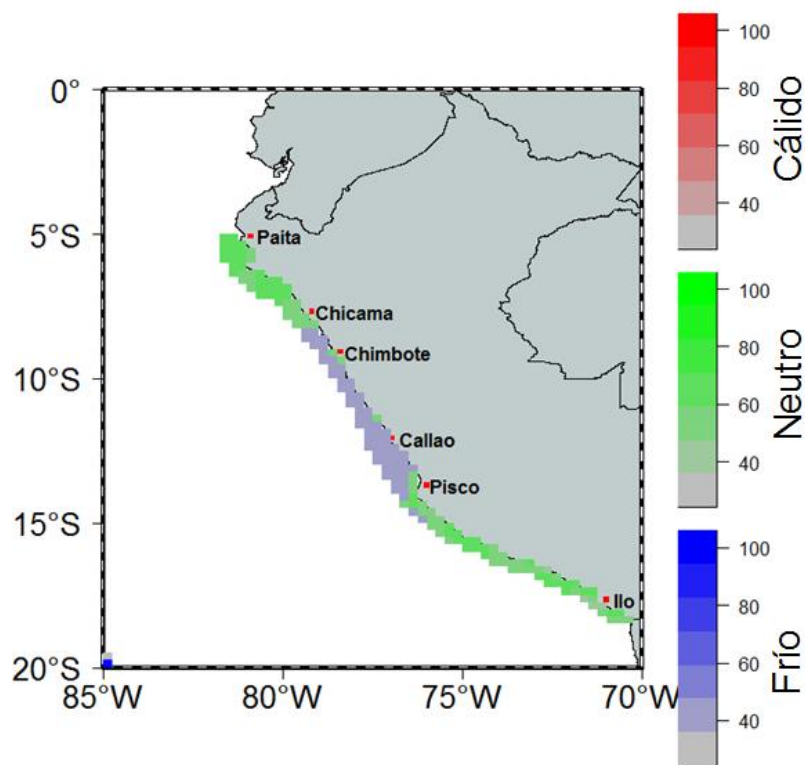 0°
5°S
10°S
15°S
20°S
85°W
80°W
75°W
70°W
Paita
Chicama
Chimbote
Callao
Pisco
Ilo
100
80
60
40
Cálido
100
80
60
40
Neutro
100
80
60
40
Frío